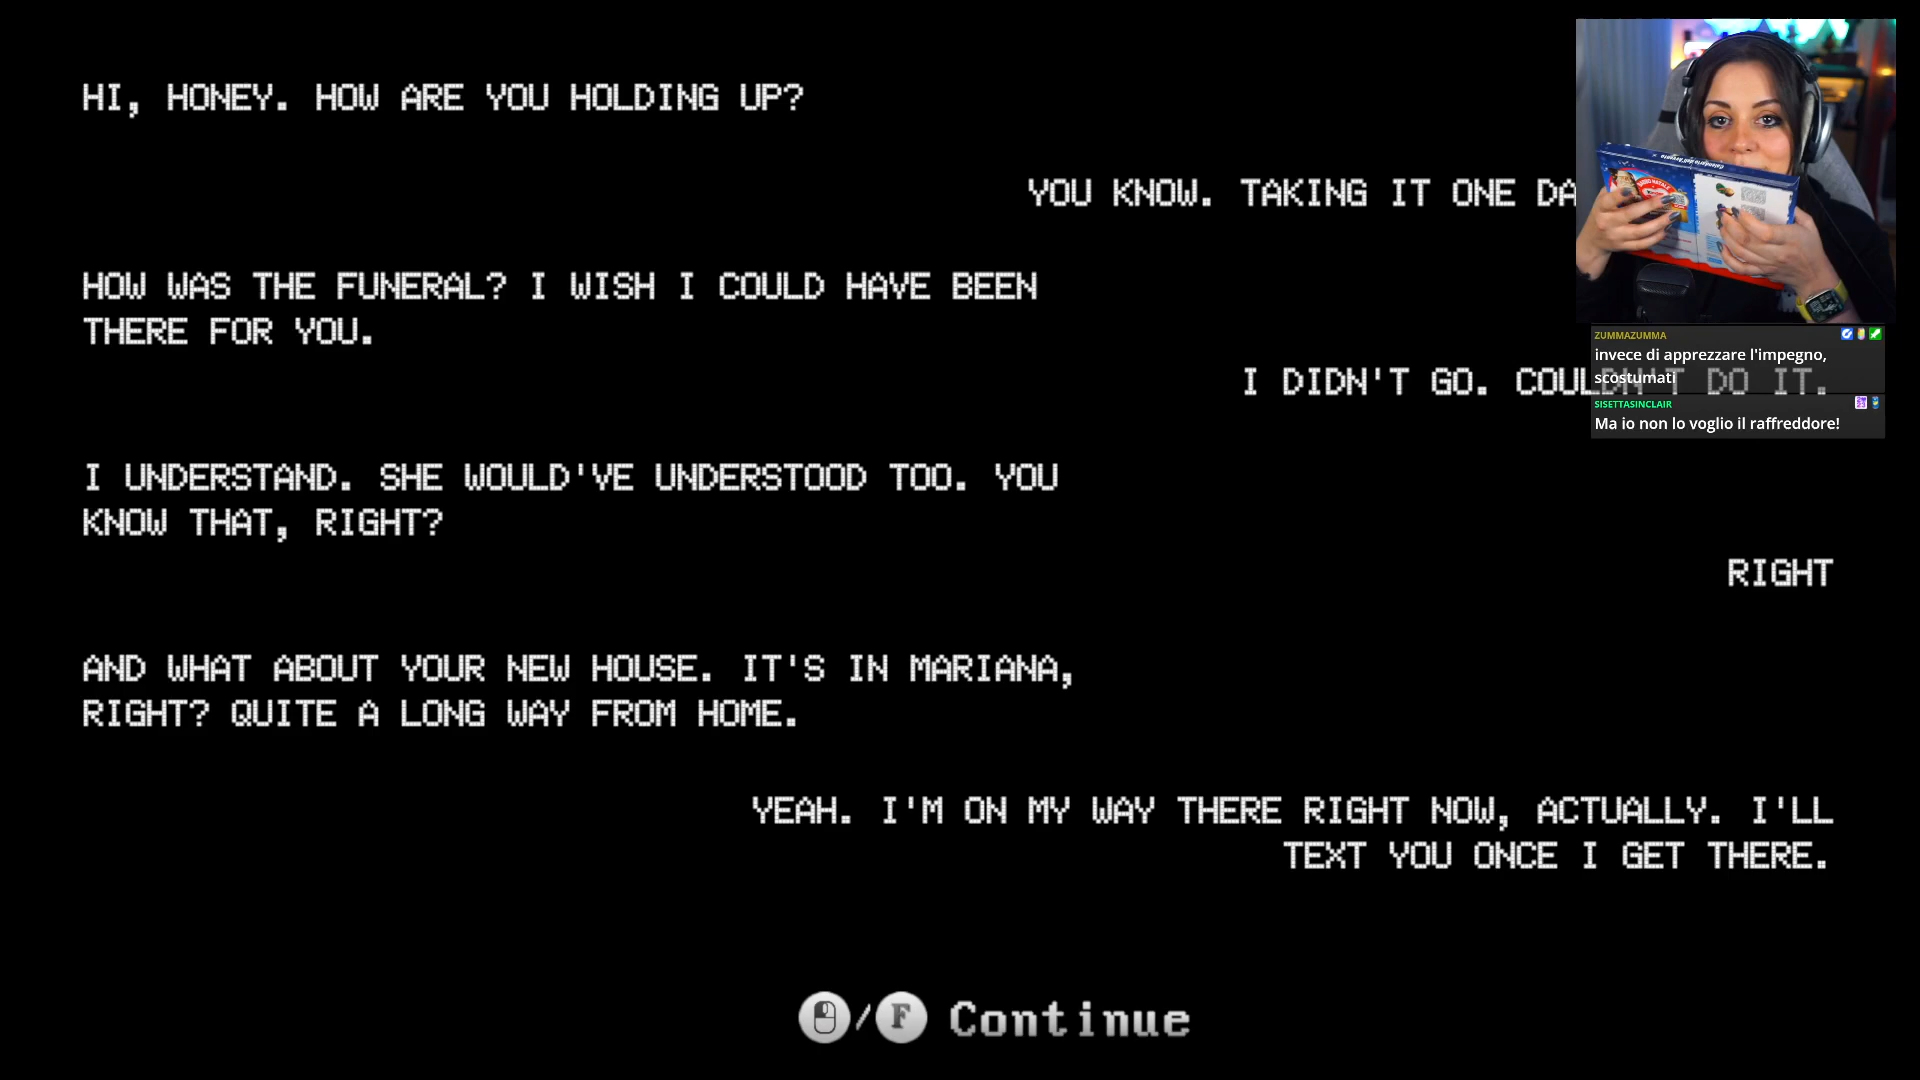 HI, HONEY. HOW ARE YOU HOLDING UP?
YOU KNOW. TAKING IT ONE DA
HOW WAS THE FUNERAL? I WISH I COULD HAVE BEEN
THERE FOR YOU.
I DIDN'T GO. COULDN'T DO IT.
ZUMMAZUMMA
invece di apprezzare l'impegno,
scostumati
SISETTASINCLAIR
Ma io non lo voglio il raffreddore!
I UNDERSTAND. SHE WOULD'VE UNDERSTOOD TOO. YOU
KNOW THAT, RIGHT?
RIGHT
AND WHAT ABOUT YOUR NEW HOUSE. IT'S IN MARIANA,
RIGHT? QUITE A LONG WAY FROM HOME.
YEAH. I'M ON MY WAY THERE RIGHT NOW, ACTUALLY. I'LL
TEXT YOU ONCE I GET THERE.
/ F Continue